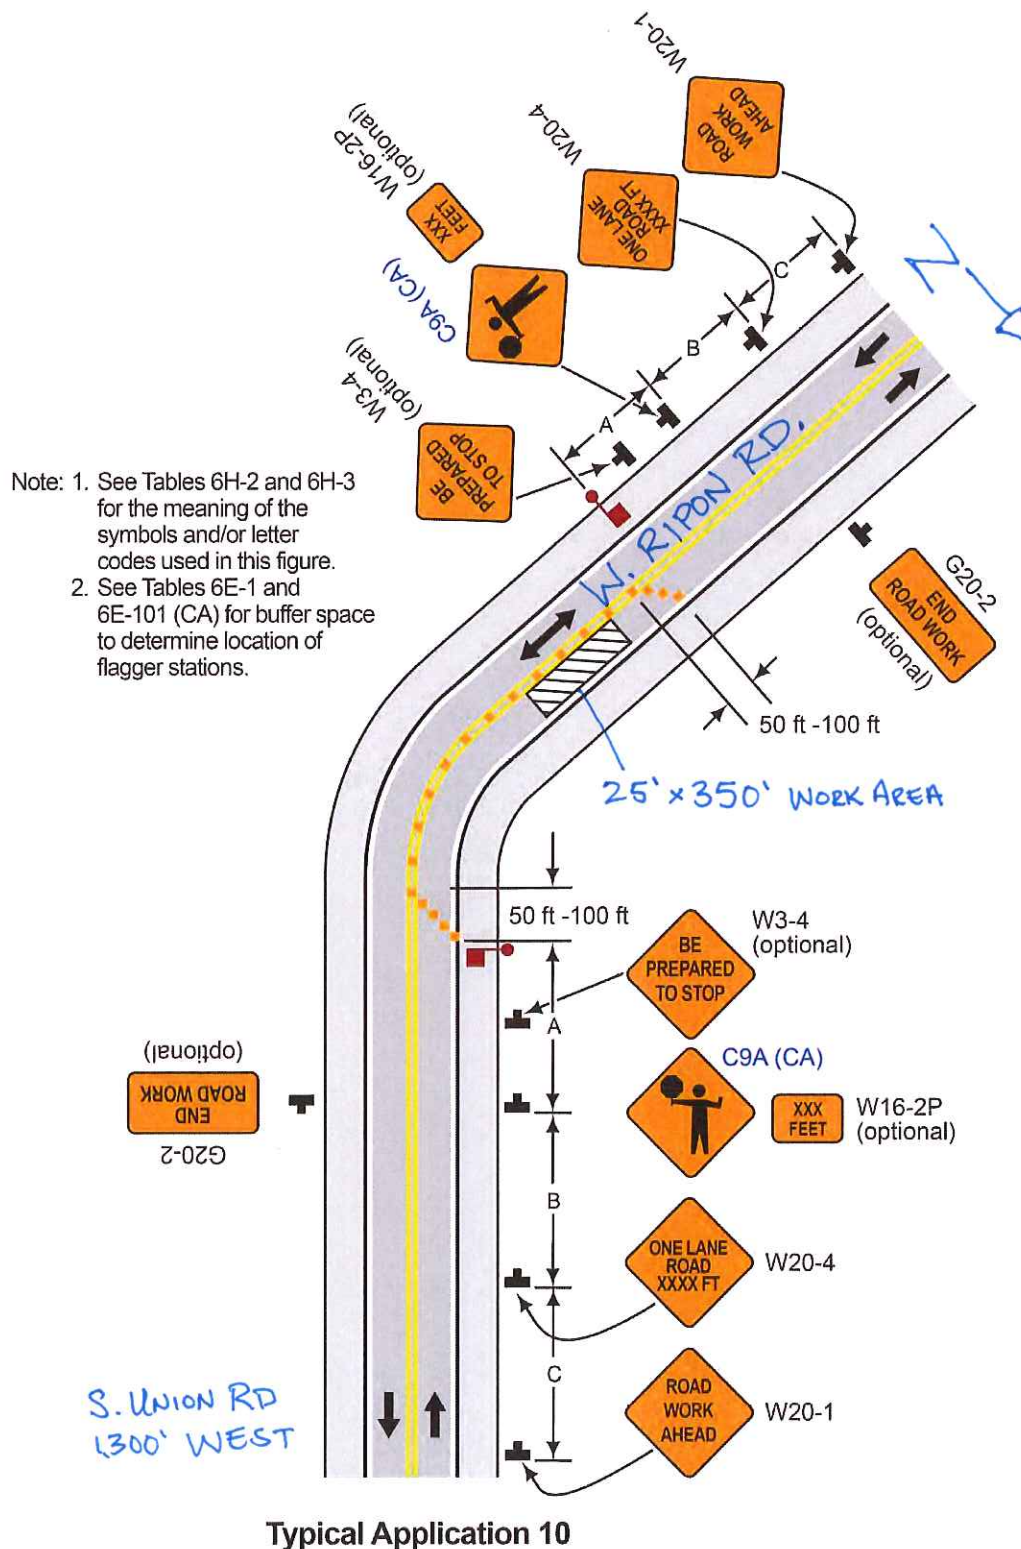 W20-1
ROAD
WORK
AHEAD
W20-4
ONE LANE
ROAD
XXXX FT
W16-2P
(optional)
XXX
FEET
C9A (CA)
W3-4
(optional)
BE
PREPARED
TO STOP
A
B
C
N
W. RIPON RD.
Note: 1. See Tables 6H-2 and 6H-3
for the meaning of the
symbols and/or letter
codes used in this figure.
2. See Tables 6E-1 and
6E-101 (CA) for buffer space
to determine location of
flagger stations.
G20-2
END
ROAD WORK
(optional)
50 ft -100 ft
25' x 350' WORK AREA
50 ft -100 ft
W3-4
(optional)
BE
PREPARED
TO STOP
A
C9A (CA)
XXX
FEET
W16-2P
(optional)
(optional)
END
ROAD WORK
G20-2
B
ONE LANE
ROAD
XXXX FT
W20-4
C
ROAD
WORK
AHEAD
W20-1
S. UNION RD
1,300' WEST
Typical Application 10